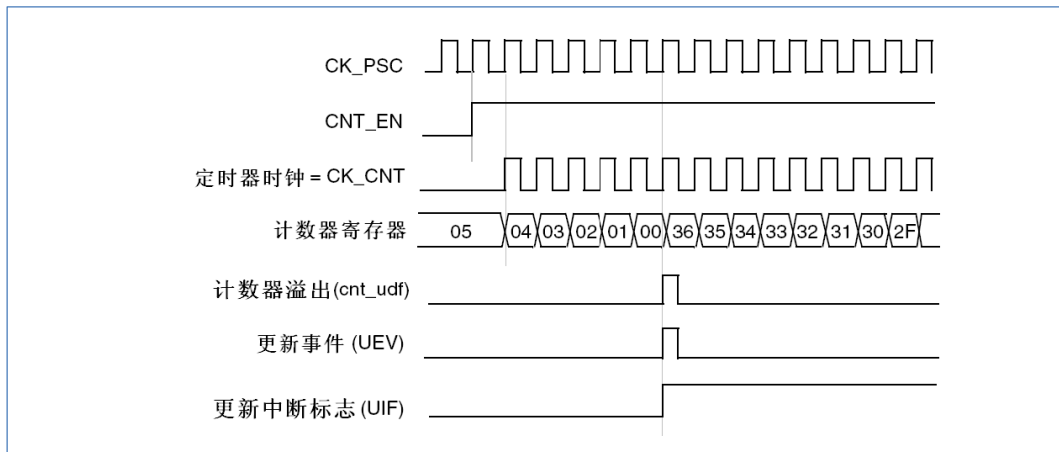 CK_PSC
CNT_EN
定时器时钟 = CK_CNT
计数器寄存器 05 04 03 02 01 00 36 35 34 33 32 31 30 2F
计数器溢出(cnt_udf)
更新事件 (UEV)
更新中断标志(UIF)